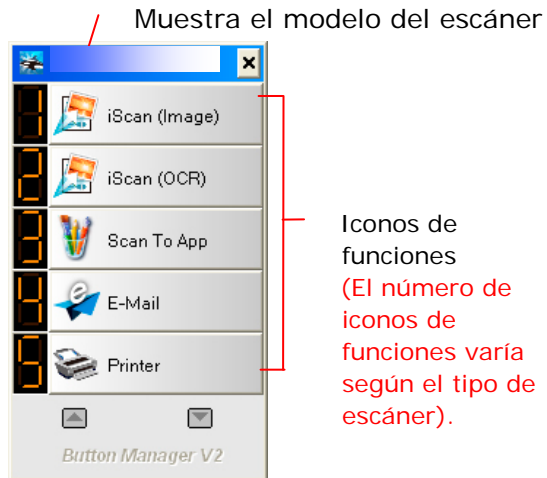 Muestra el modelo del escáner
1 iScan (Image)
2 iScan (OCR)
3 Scan To App
4 E-Mail
5 Printer
Button Manager V2
Iconos de
funciones
(El número de
iconos de
funciones varía
según el tipo de
escáner).